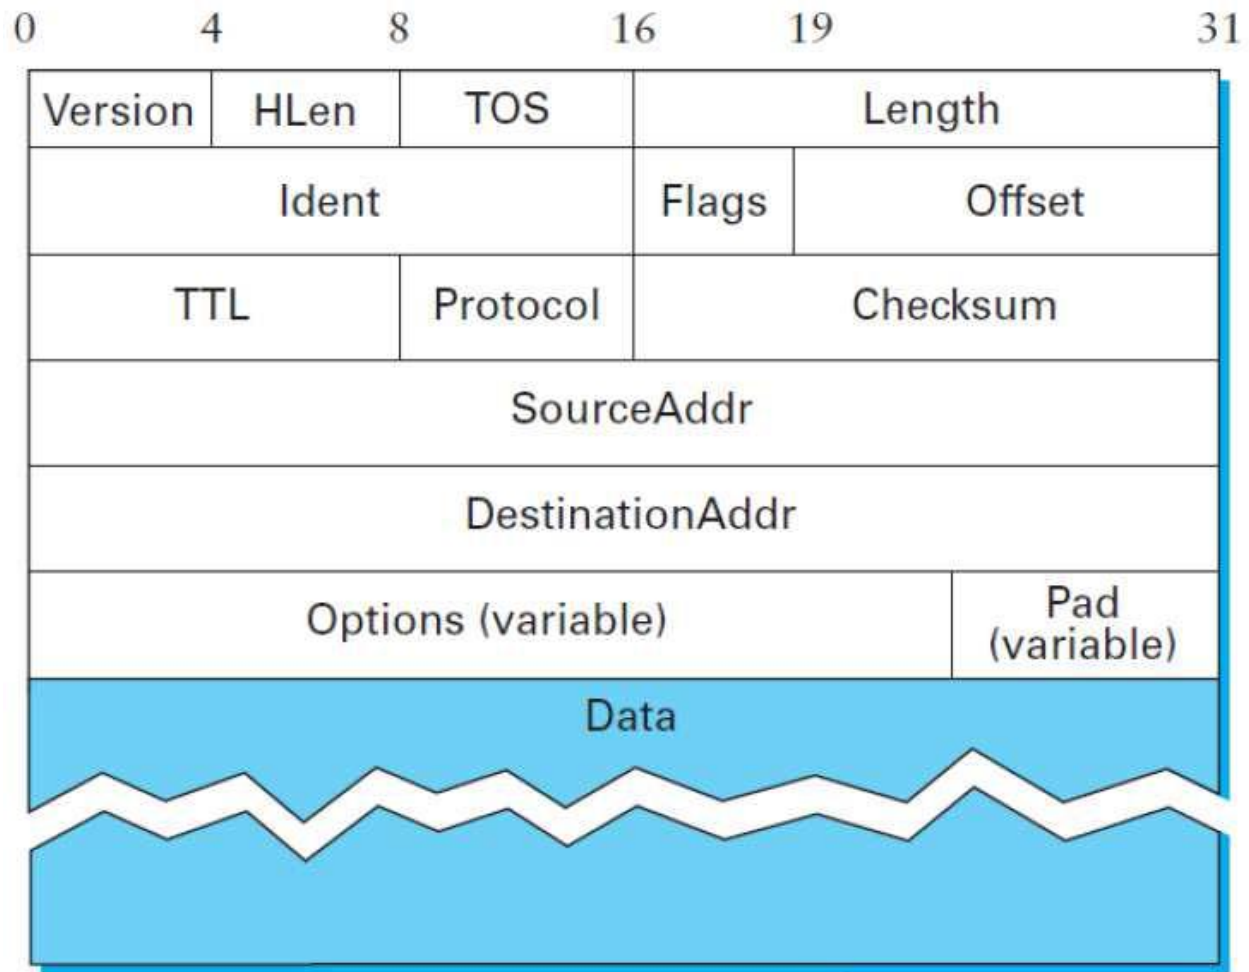 0 4 8 16 19 31
Version HLen TOS Length
Ident Flags Offset
TTL Protocol Checksum
SourceAddr
DestinationAddr
Options (variable) Pad
(variable)
Data